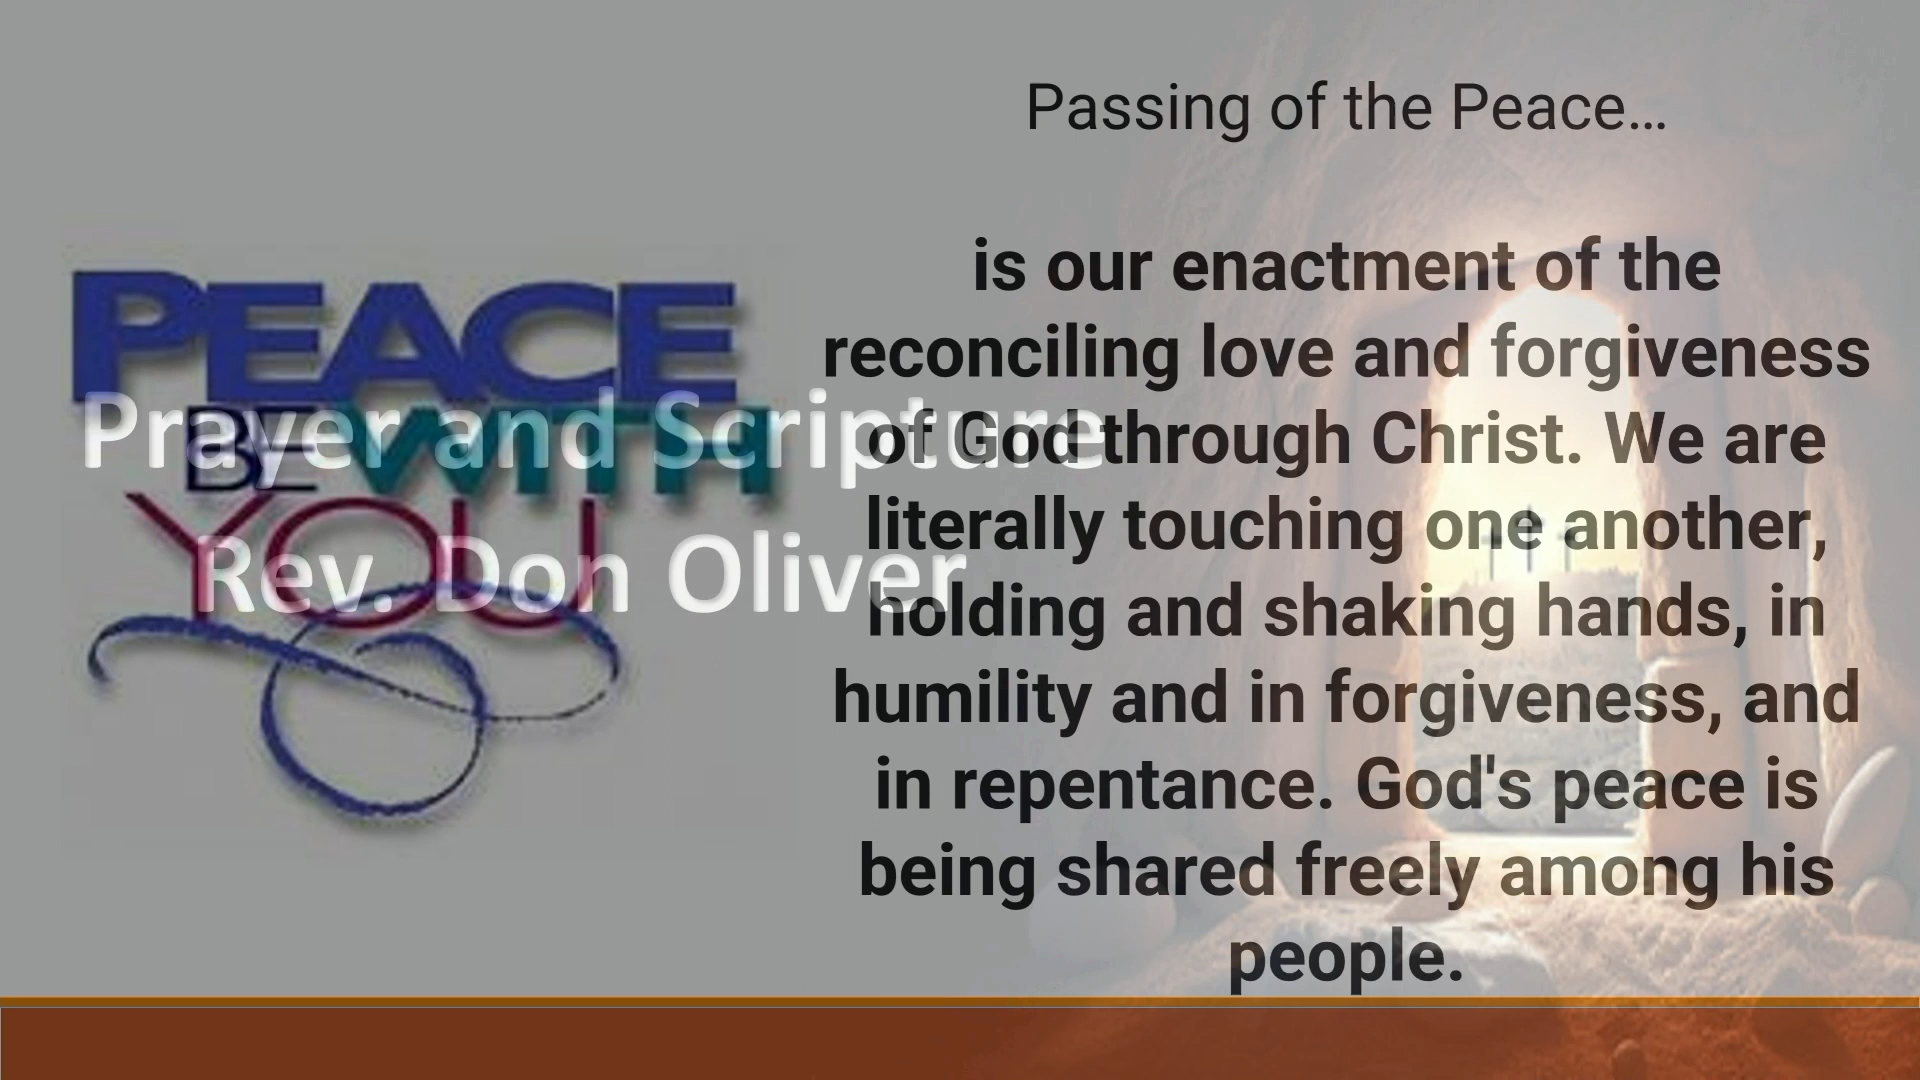 Passing of the Peace…
is our enactment of the
reconciling love and forgiveness
of God through Christ. We are
literally touching one another,
holding and shaking hands, in
humility and in forgiveness, and
in repentance. God's peace is
being shared freely among his
people.
PEACE
BE WITH
YOU
Prayer and Scripture
Rev. Don Oliver